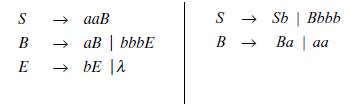 S → aaB
B → aB | bbbE
E → bE | λ
S → Sb | Bbbb
B → Ba | aa